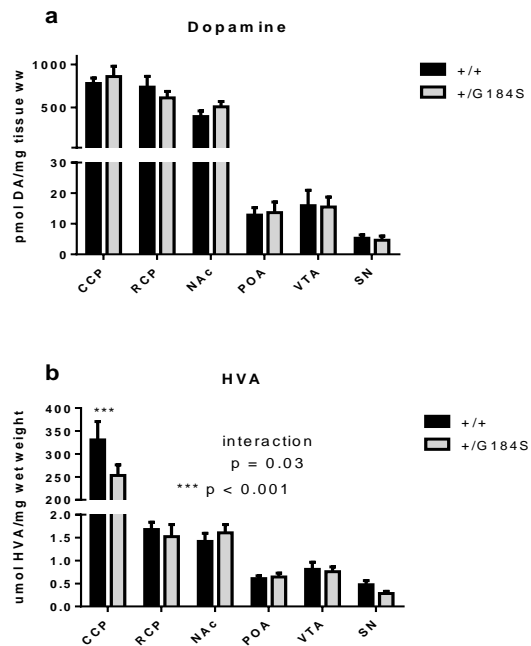 a
Dopamine
pmol DA/mg tissue ww
1000
500
30
20
10
0
CCP
RCP
NAc
POA
VTA
SN
+/+
+/G184S
b
HVA
umol HVA/mg wet weight
400
350
300
250
200
2.0
1.5
1.0
0.5
0.0
***
interaction
p = 0.03
*** p < 0.001
CCP
RCP
NAc
POA
VTA
SN
+/+
+/G184S